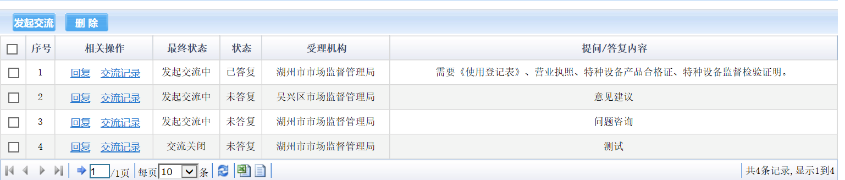 发起交流 删 除
序号 相关操作 最终状态 状态 受理机构 提问/答复内容
1 回复 交流记录 发起交流中 已答复 湖州市市场监督管理局 需要《使用登记表》、营业执照、特种设备产品合格证、特种设备监督检验证明。
2 回复 交流记录 发起交流中 未答复 吴兴区市场监督管理局 意见建议
3 回复 交流记录 发起交流中 未答复 湖州市市场监督管理局 问题咨询
4 回复 交流记录 交流关闭 未答复 湖州市市场监督管理局 测试
1 /1页 每页 10 条 共4条记录,显示1到4